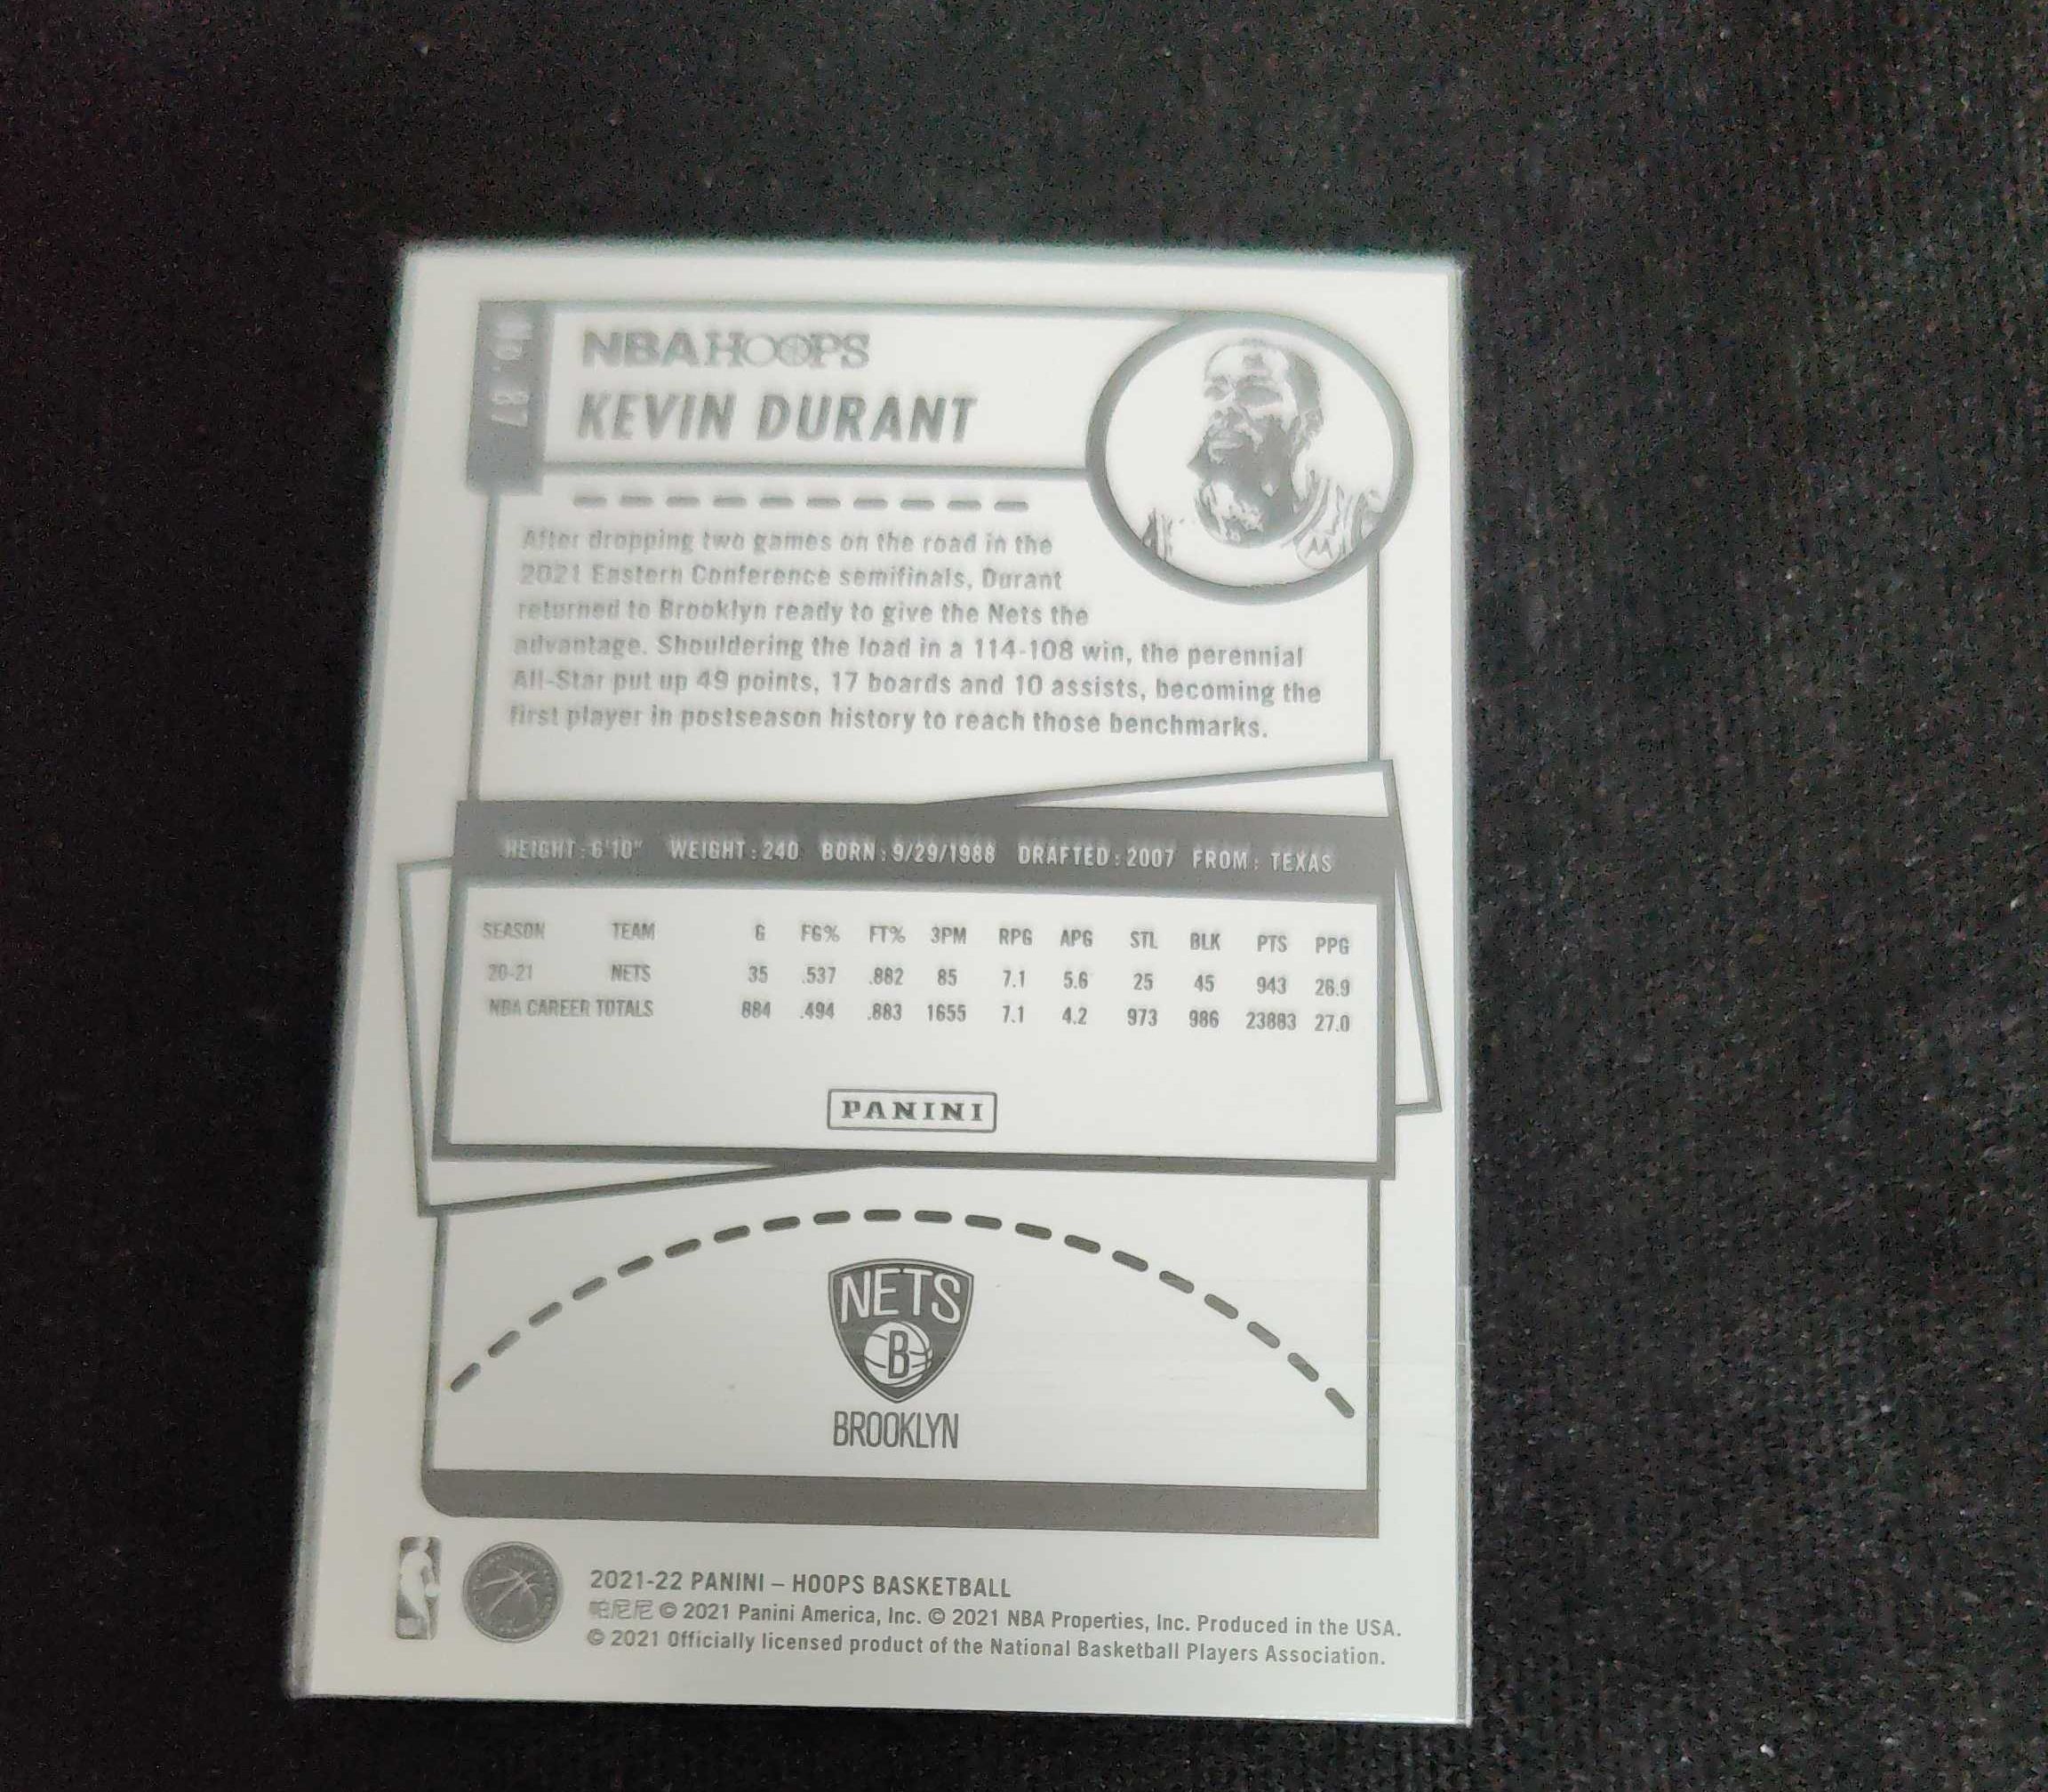 No. 87
NBA HOOPS
KEVIN DURANT
After dropping two games on the road in the
2021 Eastern Conference semifinals, Durant
returned to Brooklyn ready to give the Nets the
advantage. Shouldering the load in a 114-108 win, the perennial
All-Star put up 49 points, 17 boards and 10 assists, becoming the
first player in postseason history to reach those benchmarks.
HEIGHT: 6'10" WEIGHT: 240 BORN: 9/29/1988 DRAFTED: 2007 FROM: TEXAS
SEASON TEAM G FG% FT% 3PM RPG APG STL BLK PTS PPG
20-21 NETS 35 .537 .882 85 7.1 5.6 25 45 943 26.9
NBA CAREER TOTALS 884 .494 .883 1655 7.1 4.2 973 986 23883 27.0
PANINI
NETS
B
BROOKLYN
2021-22 PANINI – HOOPS BASKETBALL
帕尼尼 © 2021 Panini America, Inc. © 2021 NBA Properties, Inc. Produced in the USA.
© 2021 Officially licensed product of the National Basketball Players Association.